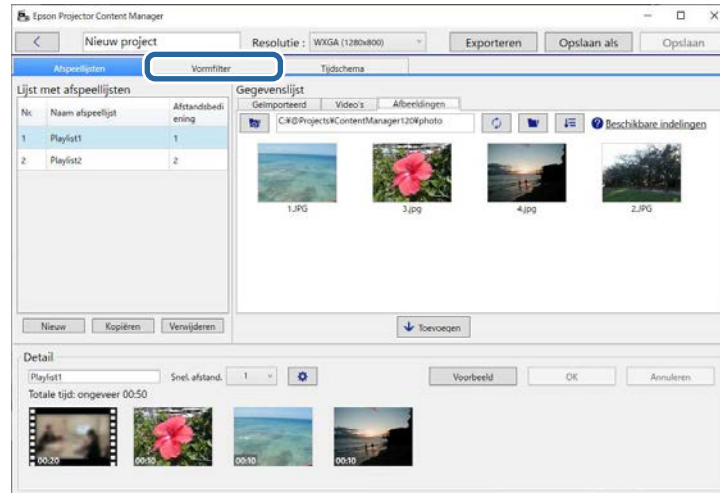 Epson Projector Content Manager
Nieuw project
Resolutie :
WXGA (1280x800)
Exporteren
Opslaan als
Opslaan
Afspeellijsten
Vormfilter
Tijdschema
Lijst met afspeellijsten
Nr. Naam afspeellijst Afstandsbedi
ening
1 Playlist1 1
2 Playlist2 2
Nieuw
Kopiëren
Verwijderen
Gegevenslijst
Geïmporteerd
Video's
Afbeeldingen
C:¥@Projects¥ContentManager120¥photo
Beschikbare indelingen
1.JPG
3.jpg
4.jpg
2.JPG
Toevoegen
Detail
Playlist1
Snel. afstand.
1
Voorbeeld
OK
Annuleren
Totale tijd: ongeveer 00:50
00:20
00:10
00:10
00:10